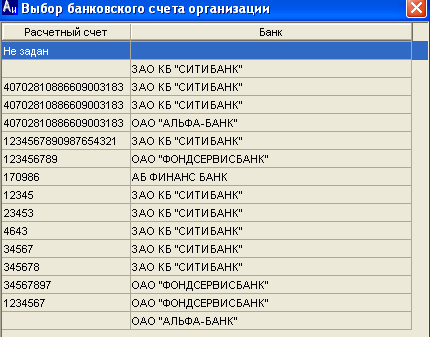 Аи Выбор банковского счета организации
Расчетный счет Банк
Не задан
ЗАО КБ "СИТИБАНК"
40702810886609003183 ЗАО КБ "СИТИБАНК"
40702810886609003183 ЗАО КБ "СИТИБАНК"
40702810886609003183 ОАО "АЛЬФА-БАНК"
1234567890987654321 ЗАО КБ "СИТИБАНК"
123456789 ОАО "ФОНДСЕРВИСБАНК"
170986 АБ ФИНАНС БАНК
12345 ЗАО КБ "СИТИБАНК"
23453 ЗАО КБ "СИТИБАНК"
4643 ЗАО КБ "СИТИБАНК"
34567 ЗАО КБ "СИТИБАНК"
345678 ЗАО КБ "СИТИБАНК"
34567897 ОАО "ФОНДСЕРВИСБАНК"
1234567 ОАО "ФОНДСЕРВИСБАНК"
ОАО "АЛЬФА-БАНК"